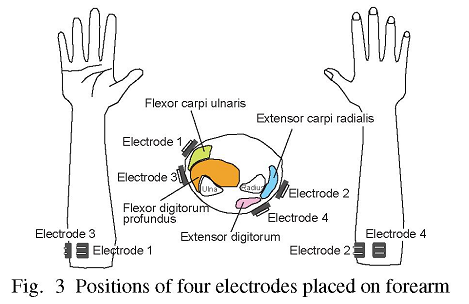 Flexor carpi ulnaris
Extensor carpi radialis
Electrode 1
Electrode 3
Ulna
Radius
Electrode 2
Flexor digitorum
profundus
Electrode 4
Extensor digitorum
Electrode 3
Electrode 1
Electrode 2
Electrode 4
Fig. 3 Positions of four electrodes placed on forearm